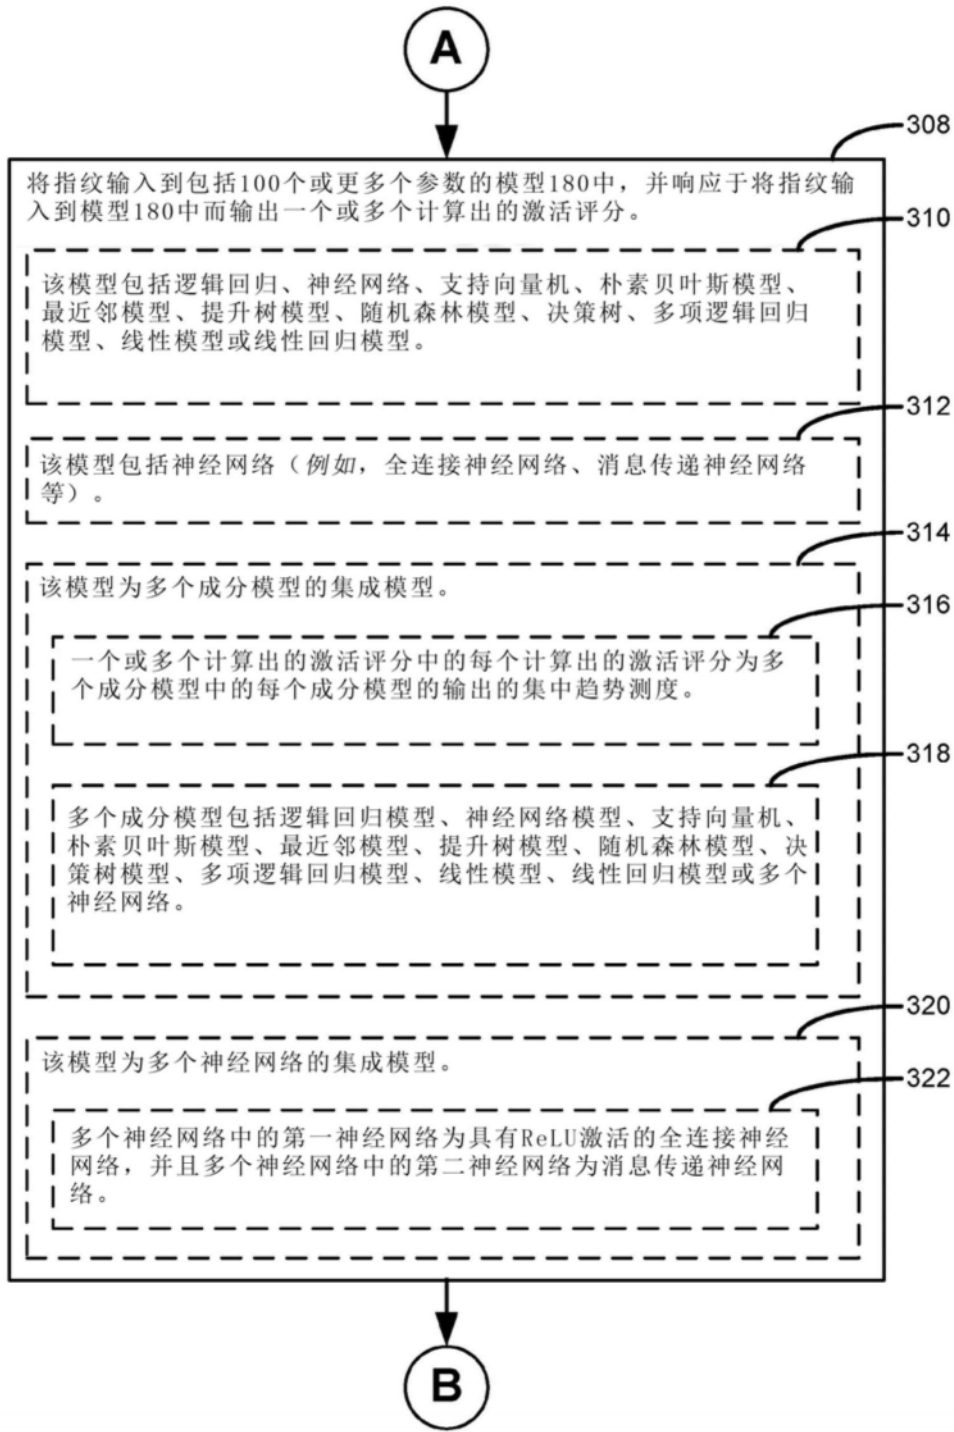 A
308
将指纹输入到包括100个或更多个参数的模型180中，并响应于将指纹输
入到模型180中而输出一个或多个计算出的激活评分。
310
该模型包括逻辑回归、神经网络、支持向量机、朴素贝叶斯模型、
最近邻模型、提升树模型、随机森林模型、决策树、多项逻辑回归
模型、线性模型或线性回归模型。
312
该模型包括神经网络（例如，全连接神经网络、消息传递神经网络
等）。
314
该模型为多个成分模型的集成模型。
316
一个或多个计算出的激活评分中的每个计算出的激活评分为多
个成分模型中的每个成分模型的输出的集中趋势测度。
318
多个成分模型包括逻辑回归模型、神经网络模型、支持向量机、
朴素贝叶斯模型、最近邻模型、提升树模型、随机森林模型、决
策树模型、多项逻辑回归模型、线性模型、线性回归模型或多个
神经网络。
320
该模型为多个神经网络的集成模型。
322
多个神经网络中的第一神经网络为具有ReLU激活的全连接神经
网络，并且多个神经网络中的第二神经网络为消息传递神经网
络。
B